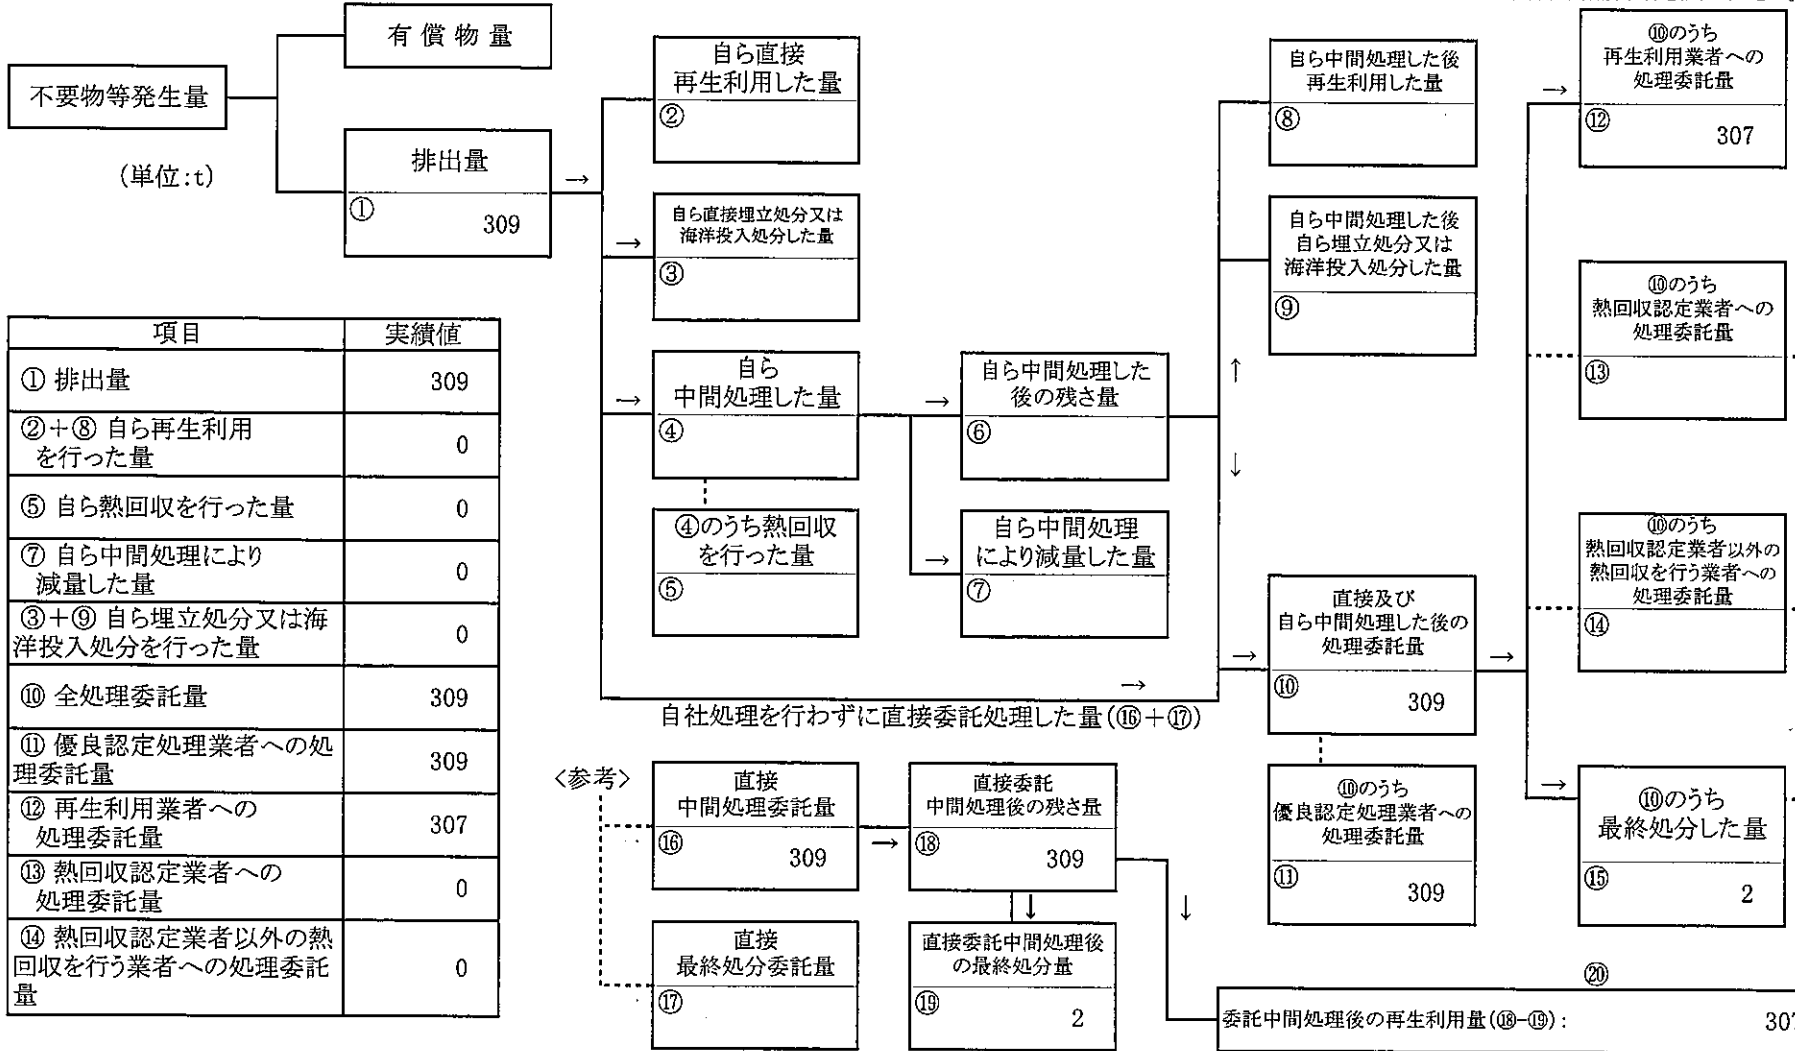 不要物等発生量
有償物量
(単位:t)
排出量
→
① 309
自ら直接
再生利用した量
②
→
自ら直接埋立処分又は
海洋投入処分した量
③
→
自ら
中間処理した量
④
④のうち熱回収
を行った量
⑤
→
自ら中間処理した
後の残さ量
⑥
→
自ら中間処理
により減量した量
⑦
自ら中間処理した後
再生利用した量
⑧
自ら中間処理した後
自ら埋立処分又は
海洋投入処分した量
⑨
↑
↓
→
自社処理を行わずに直接委託処理した量(⑯+⑰)
→
直接及び
自ら中間処理した後の
処理委託量
⑩ 309
⑩のうち
優良認定処理業者への
処理委託量
⑪ 309
→
→
⑩のうち
再生利用業者への
処理委託量
⑫ 307
⑩のうち
熱回収認定業者への
処理委託量
⑬
⑩のうち
熱回収認定業者以外の
熱回収を行う業者への
処理委託量
⑭
→
⑩のうち
最終処分した量
⑮ 2
項目 実績値
① 排出量 309
②+⑧ 自ら再生利用
を行った量 0
⑤ 自ら熱回収を行った量 0
⑦ 自ら中間処理により
減量した量 0
③+⑨ 自ら埋立処分又は海
洋投入処分を行った量 0
⑩ 全処理委託量 309
⑪ 優良認定処理業者への処
理委託量 309
⑫ 再生利用業者への
処理委託量 307
⑬ 熱回収認定業者への
処理委託量 0
⑭ 熱回収認定業者以外の熱
回収を行う業者への処理委託
量 0
<参考>
直接
中間処理委託量
⑯ 309
→
直接委託
中間処理後の残さ量
⑱ 309
↓
↓
直接
最終処分委託量
⑰
直接委託中間処理後
の最終処分量
⑲ 2
⑳
委託中間処理後の再生利用量(⑱-⑲): 307